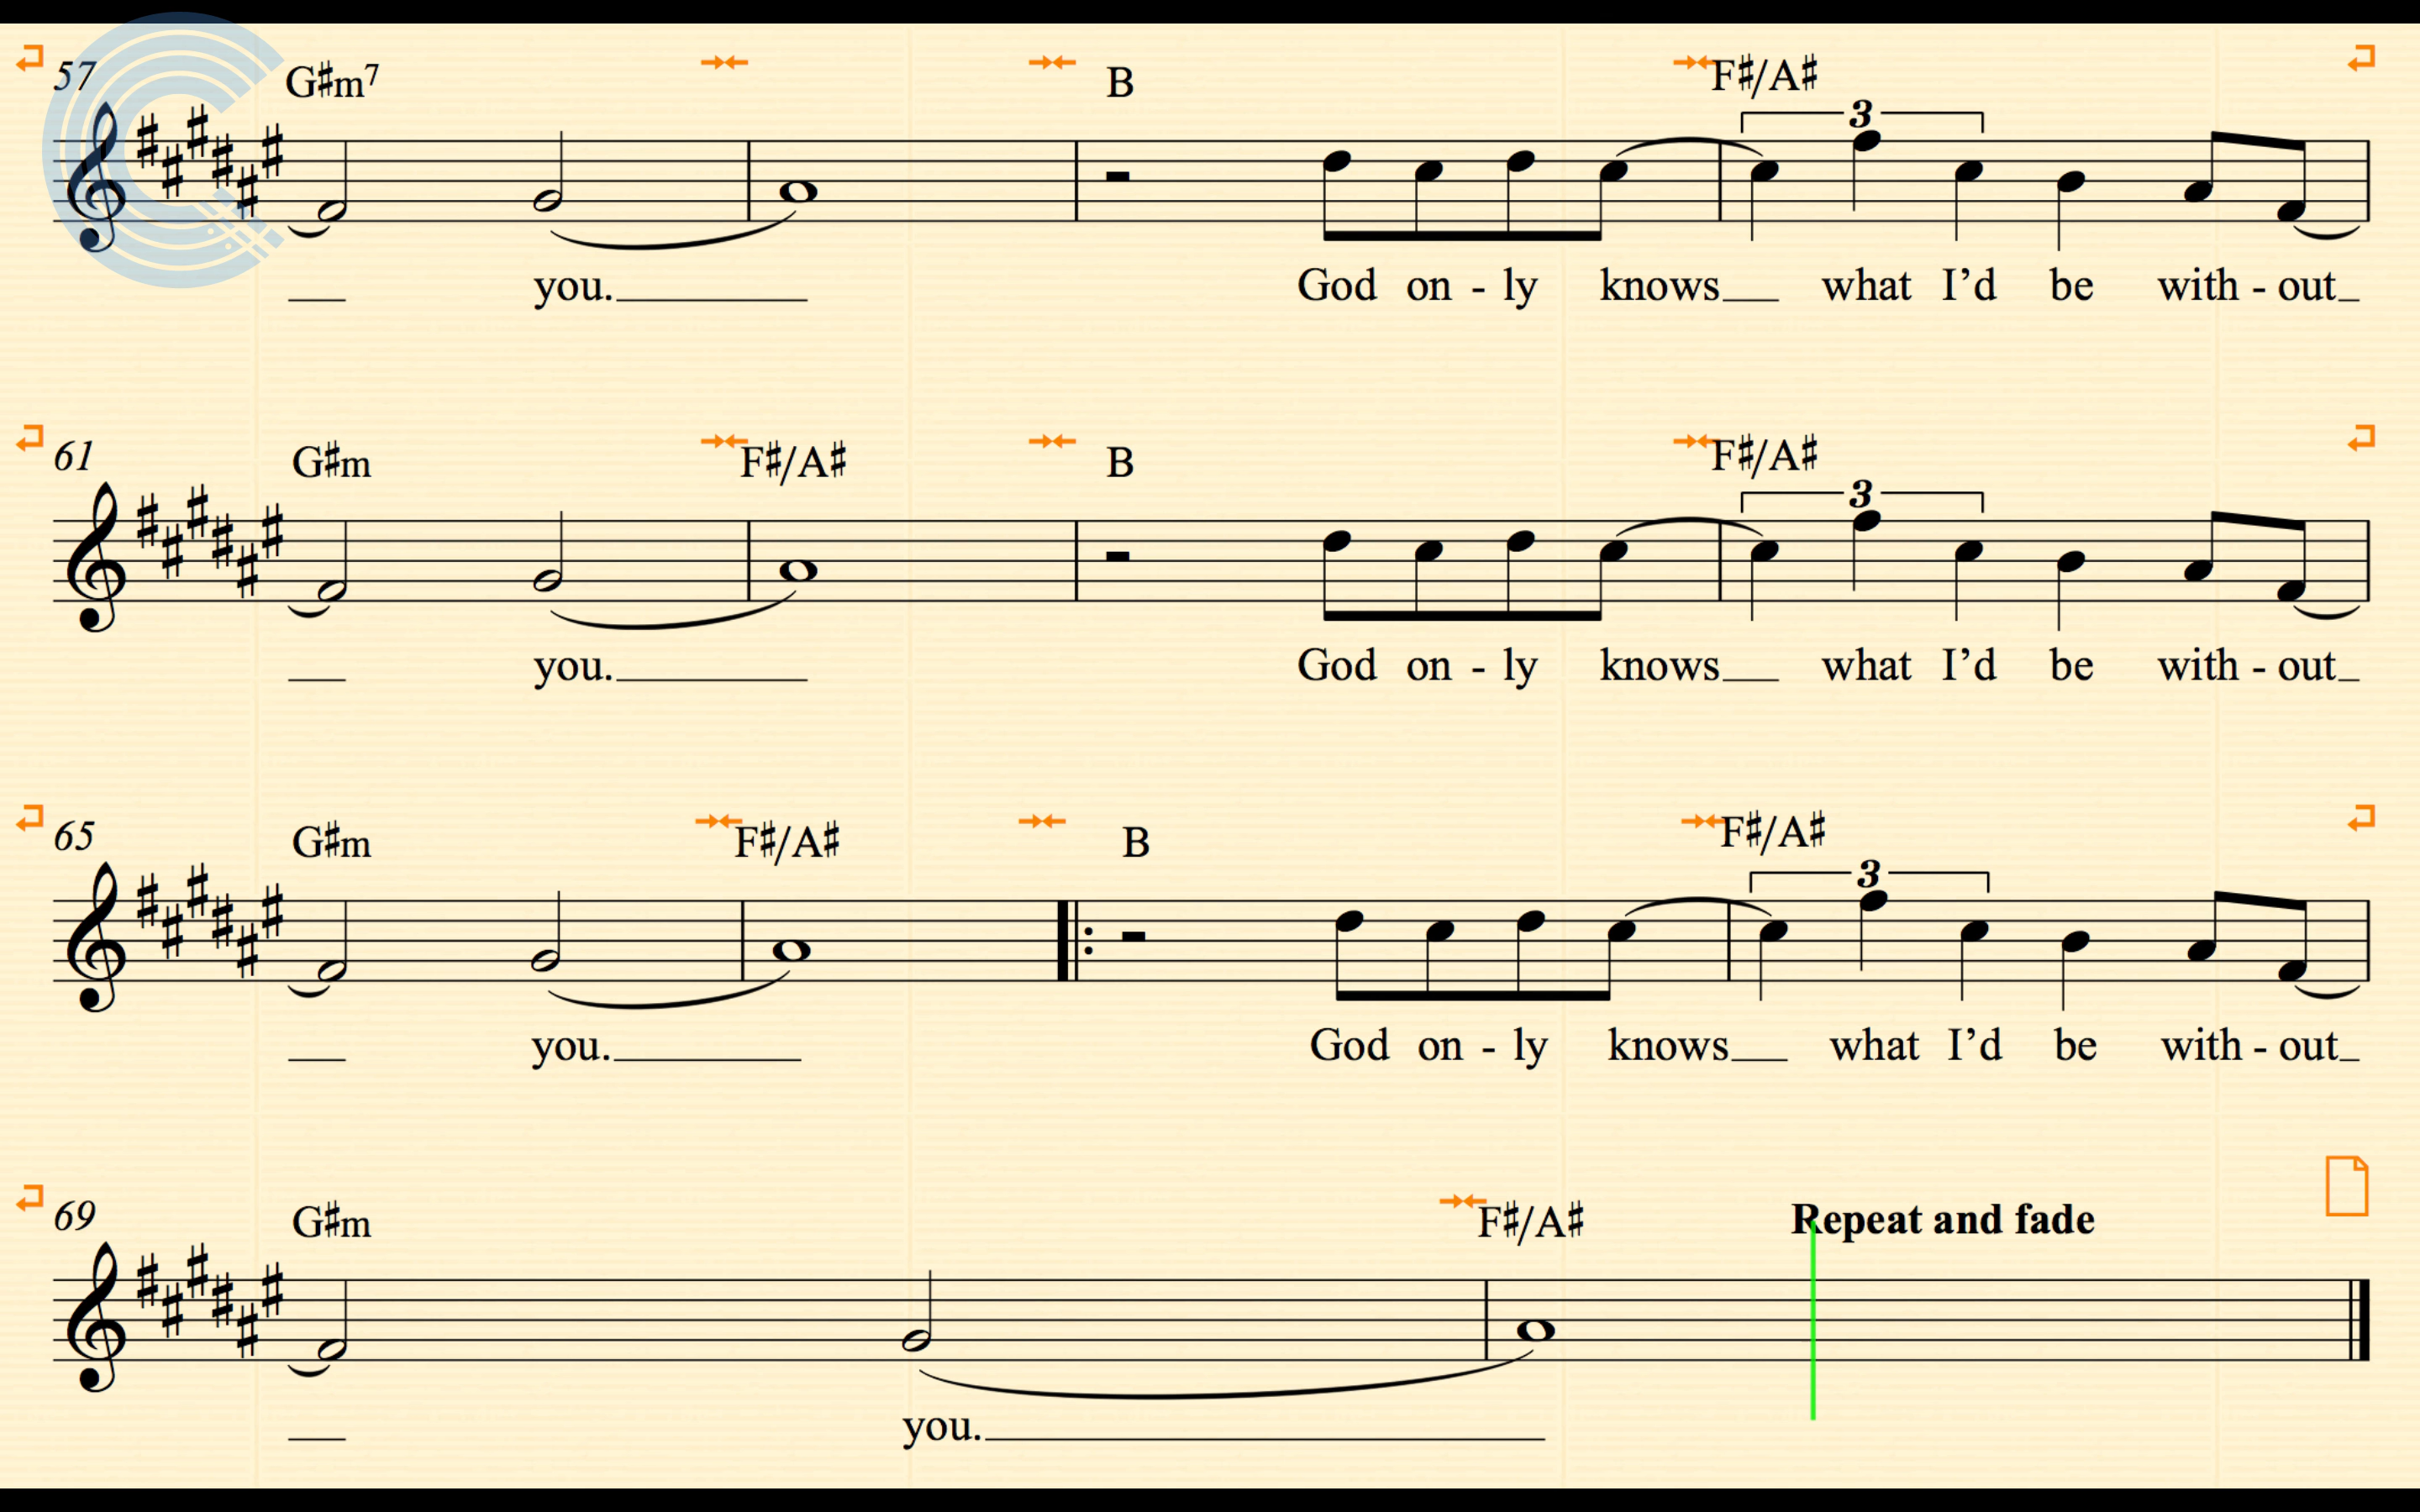 57 G♯m7 B F♯/A♯
3
you. God on - ly knows what I’d be with - out
61 G♯m F♯/A♯ B F♯/A♯
3
you. God on - ly knows what I’d be with - out
65 G♯m F♯/A♯ B F♯/A♯
3
you. God on - ly knows what I’d be with - out
69 G♯m F♯/A♯ Repeat and fade
you.